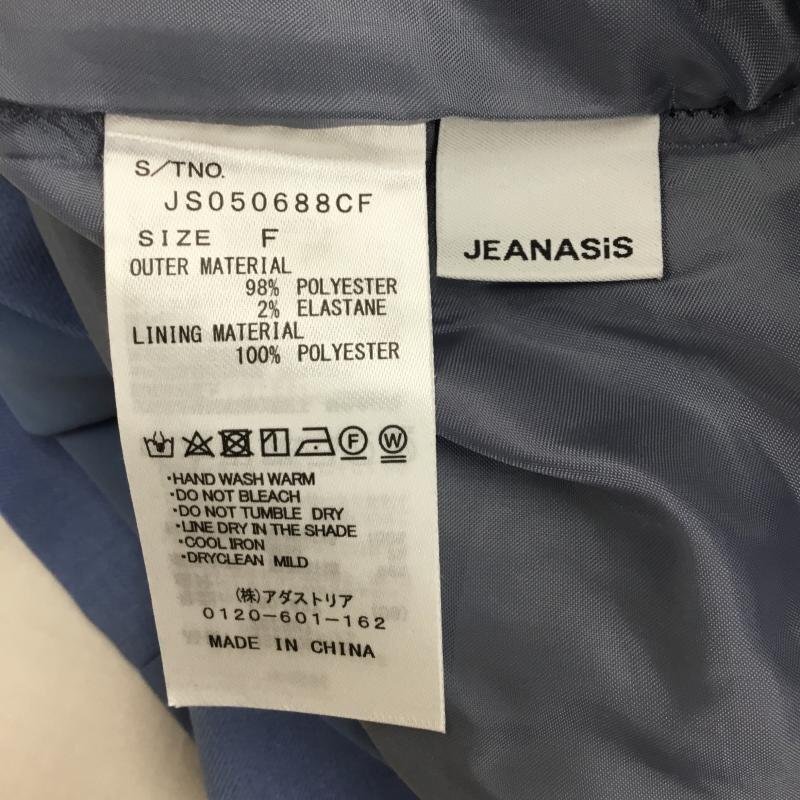 S/TNO.
JS050688CF
SIZE F
OUTER MATERIAL
98% POLYESTER
2% ELASTANE
LINING MATERIAL
100% POLYESTER
F W
・HAND WASH WARM
・DO NOT BLEACH
・DO NOT TUMBLE DRY
・LINE DRY IN THE SHADE
・COOL IRON
・DRYCLEAN MILD
(株)アダストリア
0120-601-162
MADE IN CHINA
JEANASiS